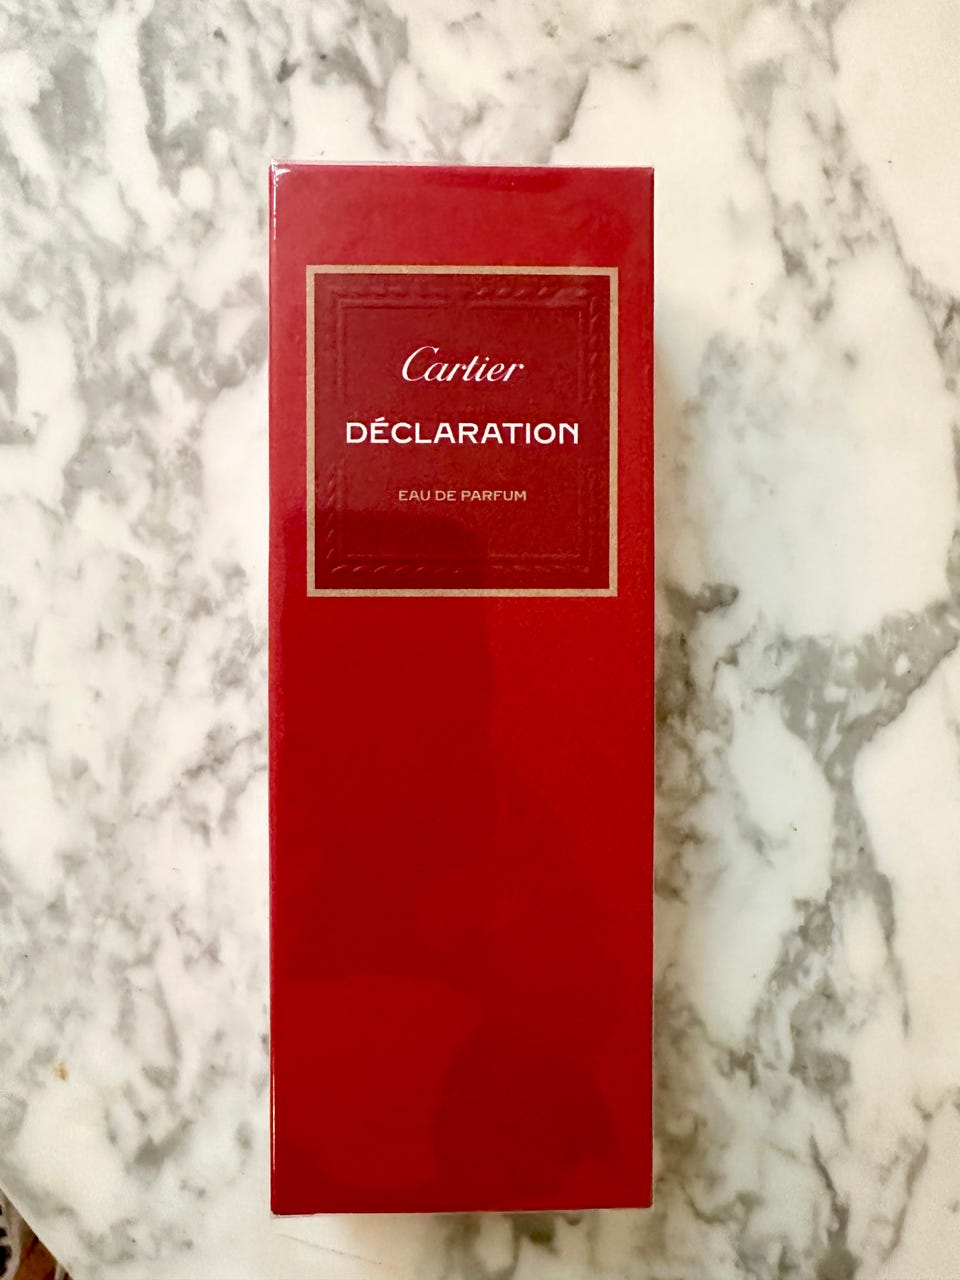 Cartier
DÉCLARATION
EAU DE PARFUM